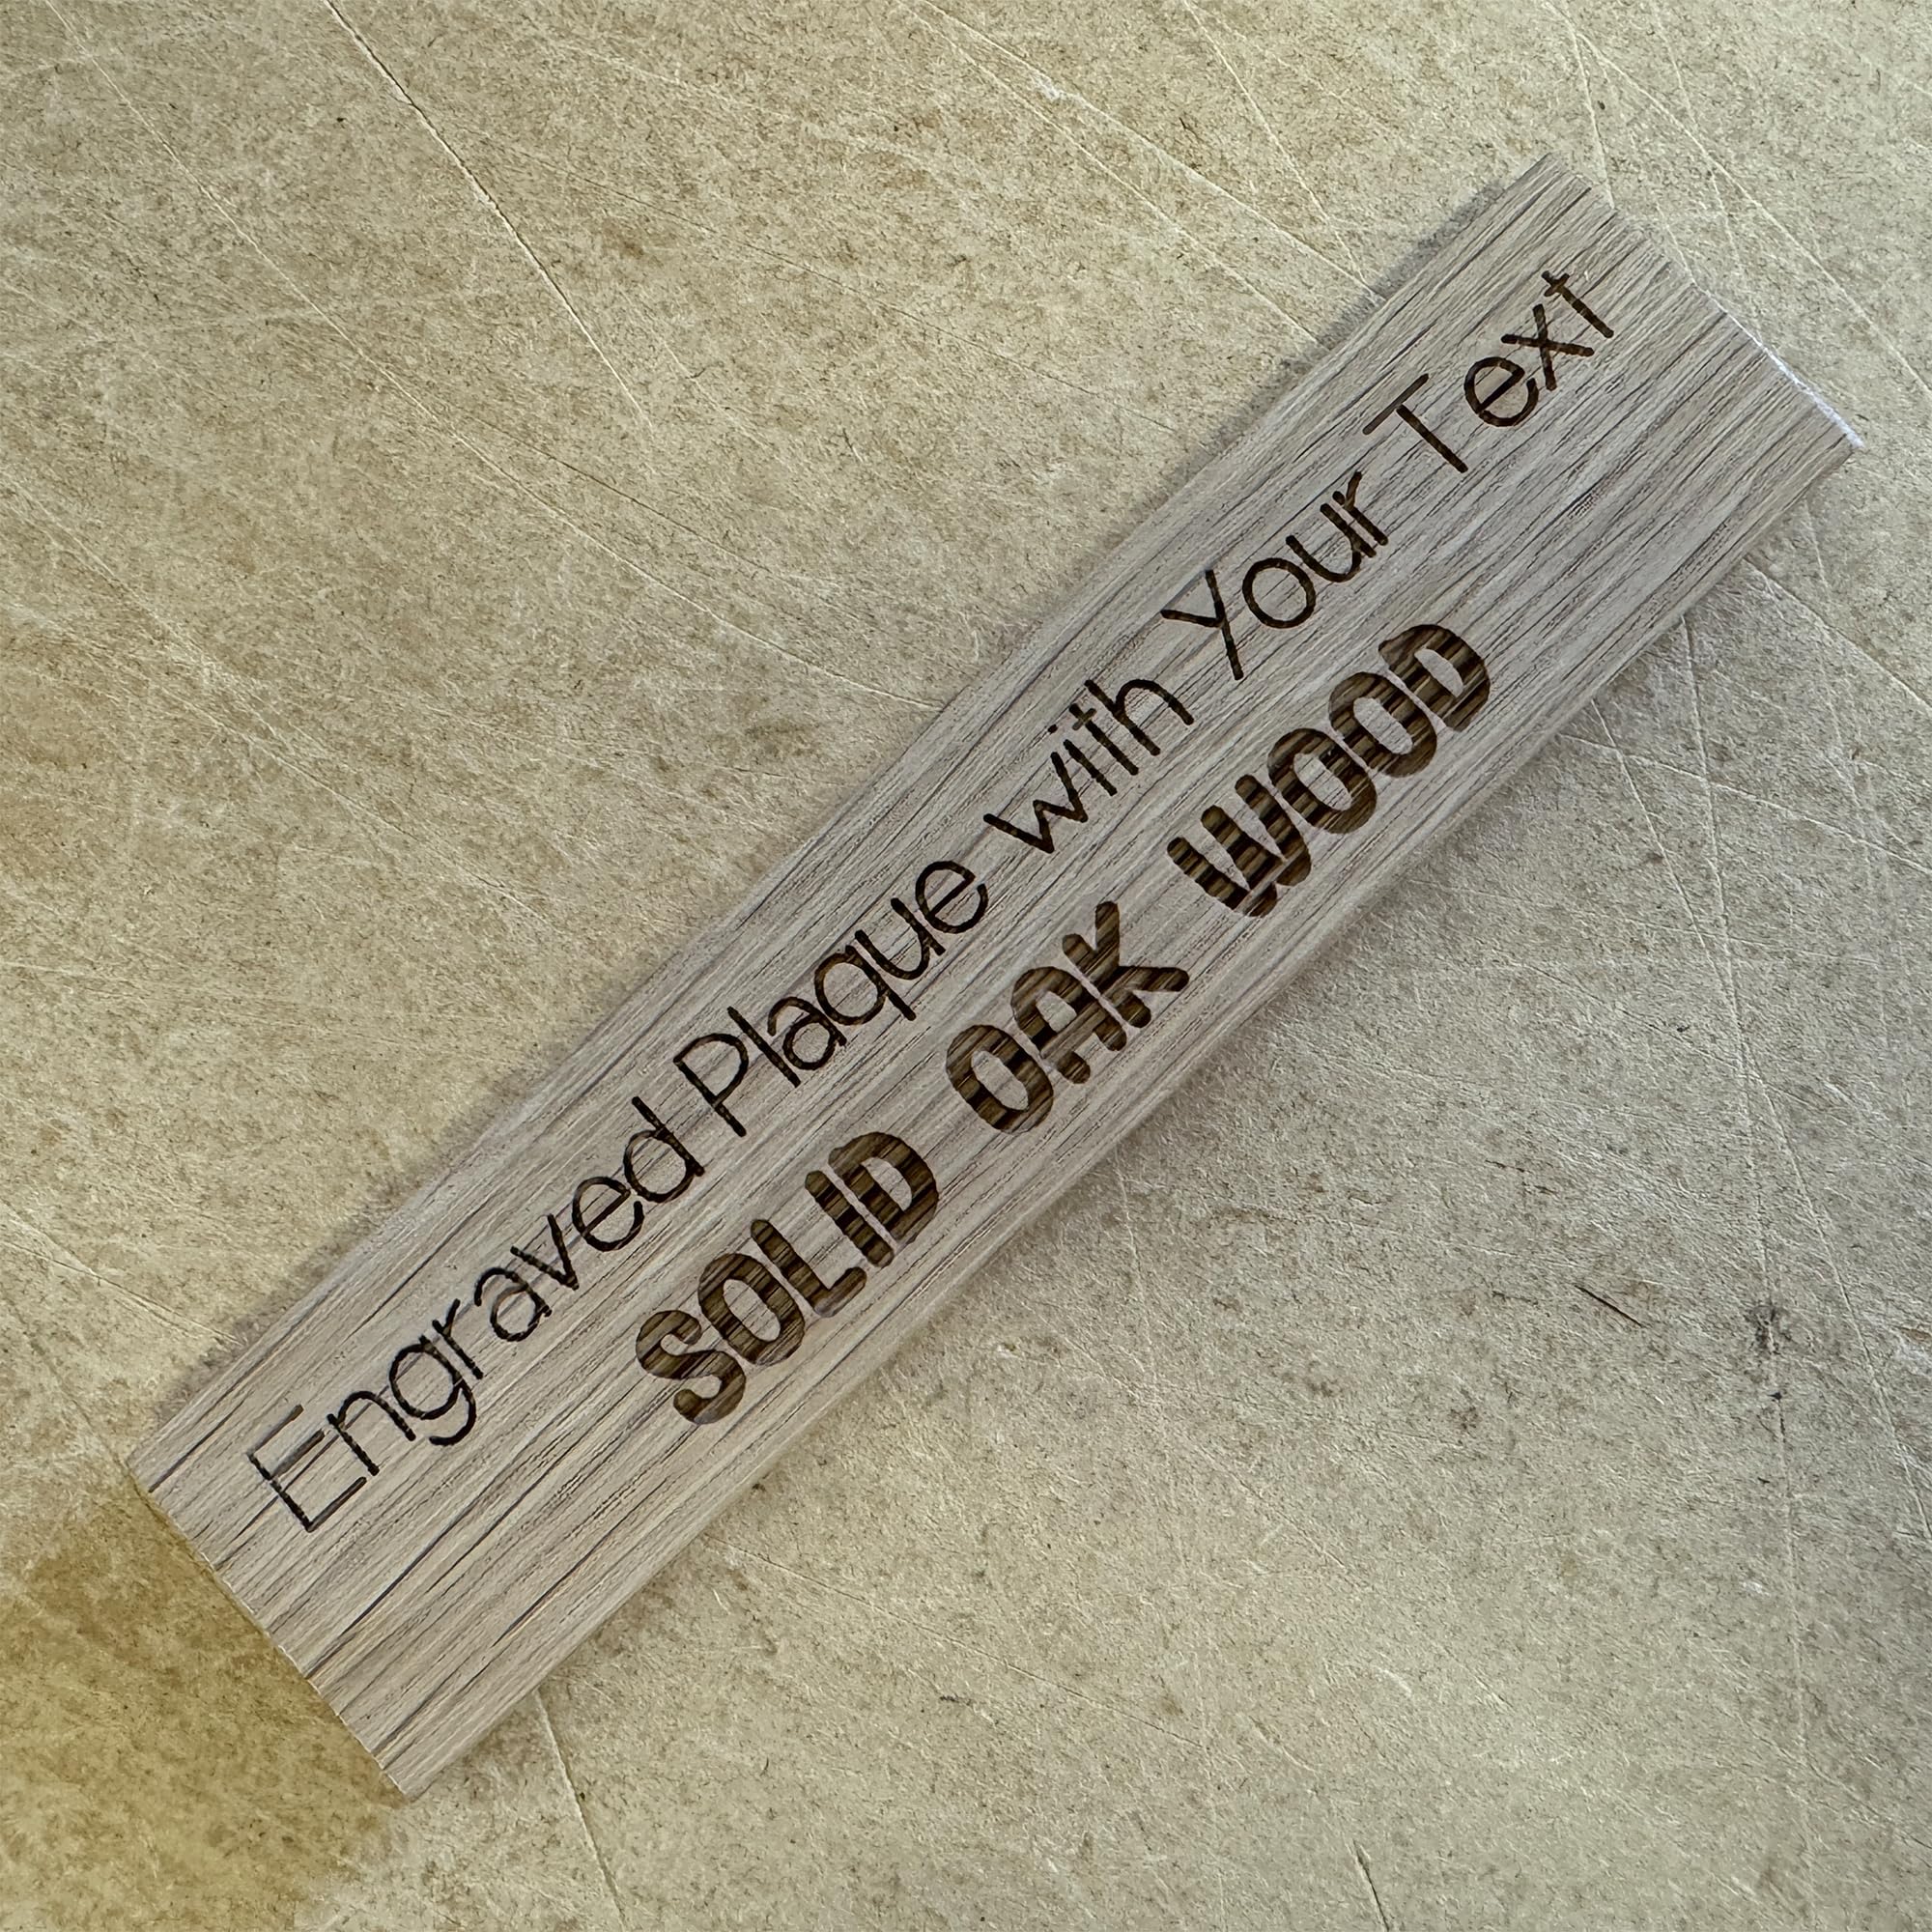 Engraved Plaque with Your Text
SOLID OAK WOOD